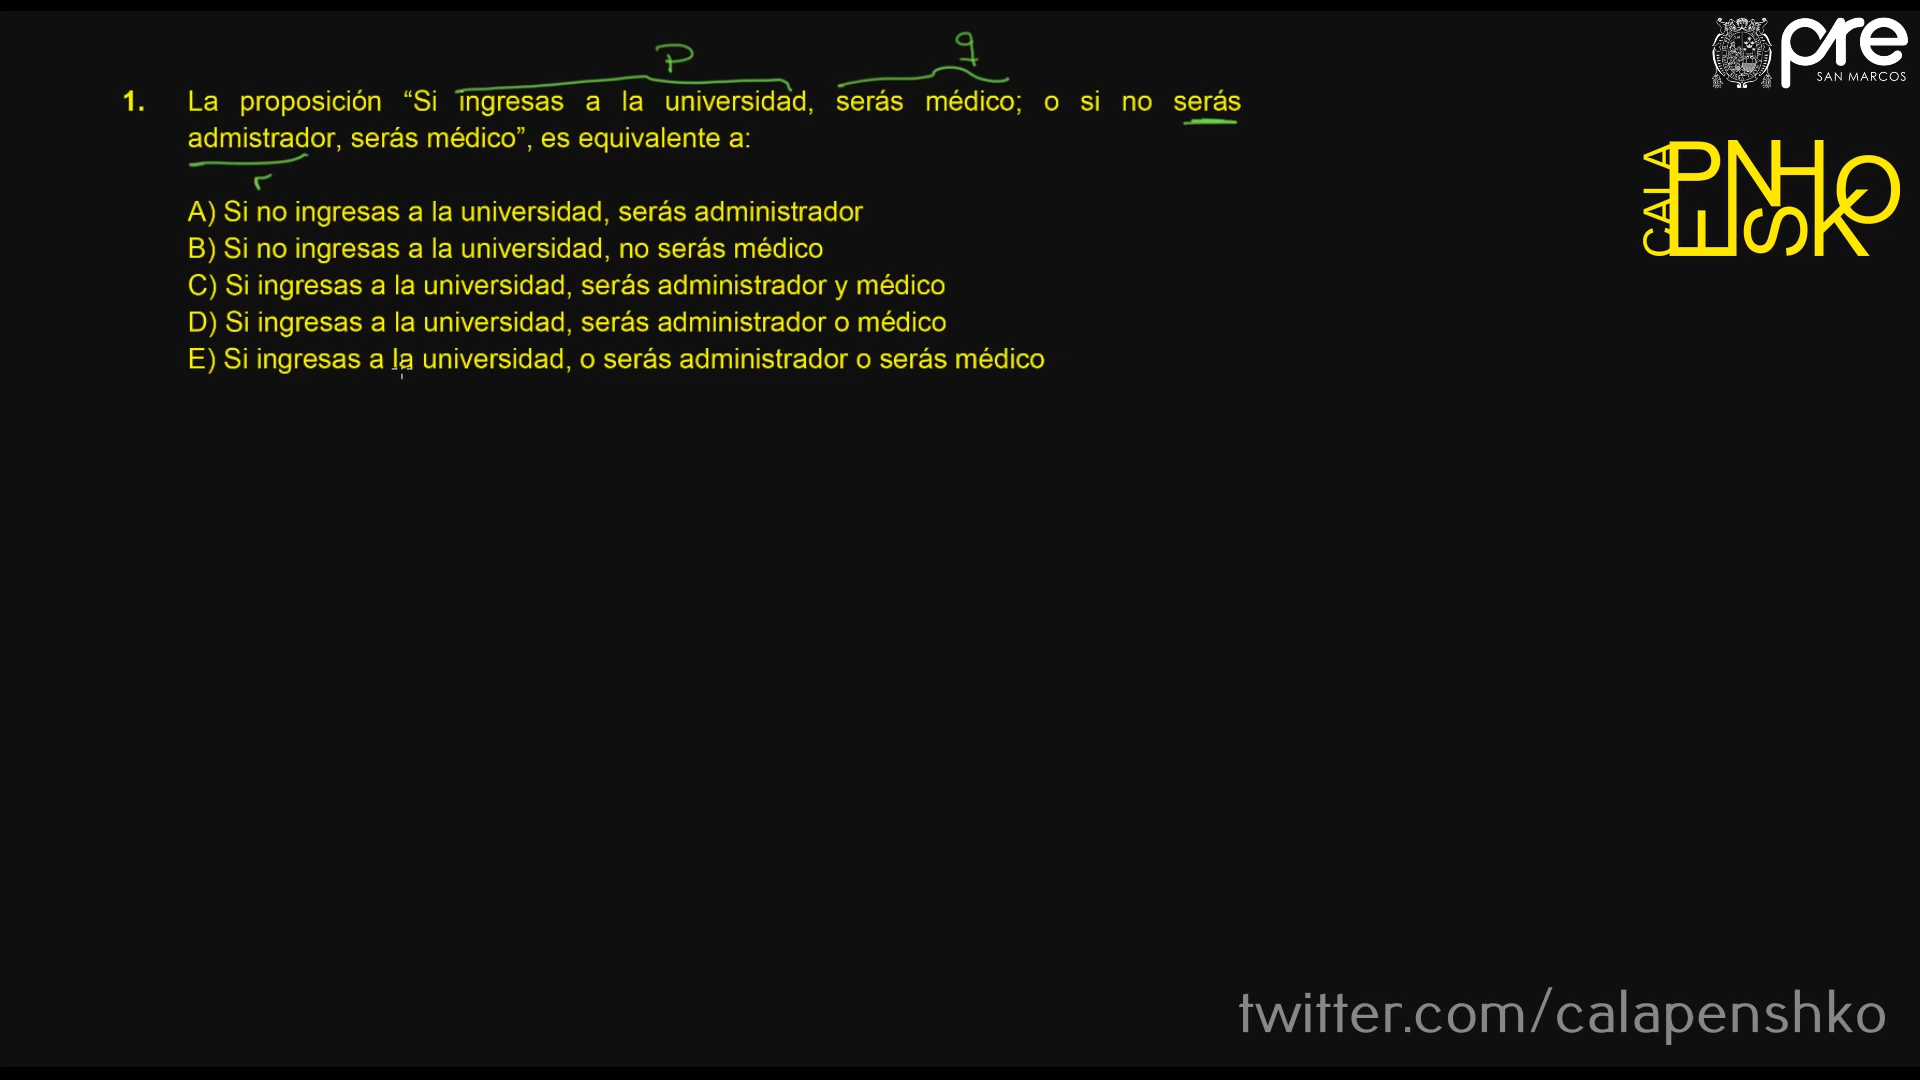 P q
pre
SAN MARCOS
1. La proposición “Si ingresas a la universidad, serás médico; o si no serás
admistrador, serás médico”, es equivalente a:
r
CALA
PENSHKO
A) Si no ingresas a la universidad, serás administrador
B) Si no ingresas a la universidad, no serás médico
C) Si ingresas a la universidad, serás administrador y médico
D) Si ingresas a la universidad, serás administrador o médico
E) Si ingresas a la universidad, o serás administrador o serás médico
twitter.com/calapenshko